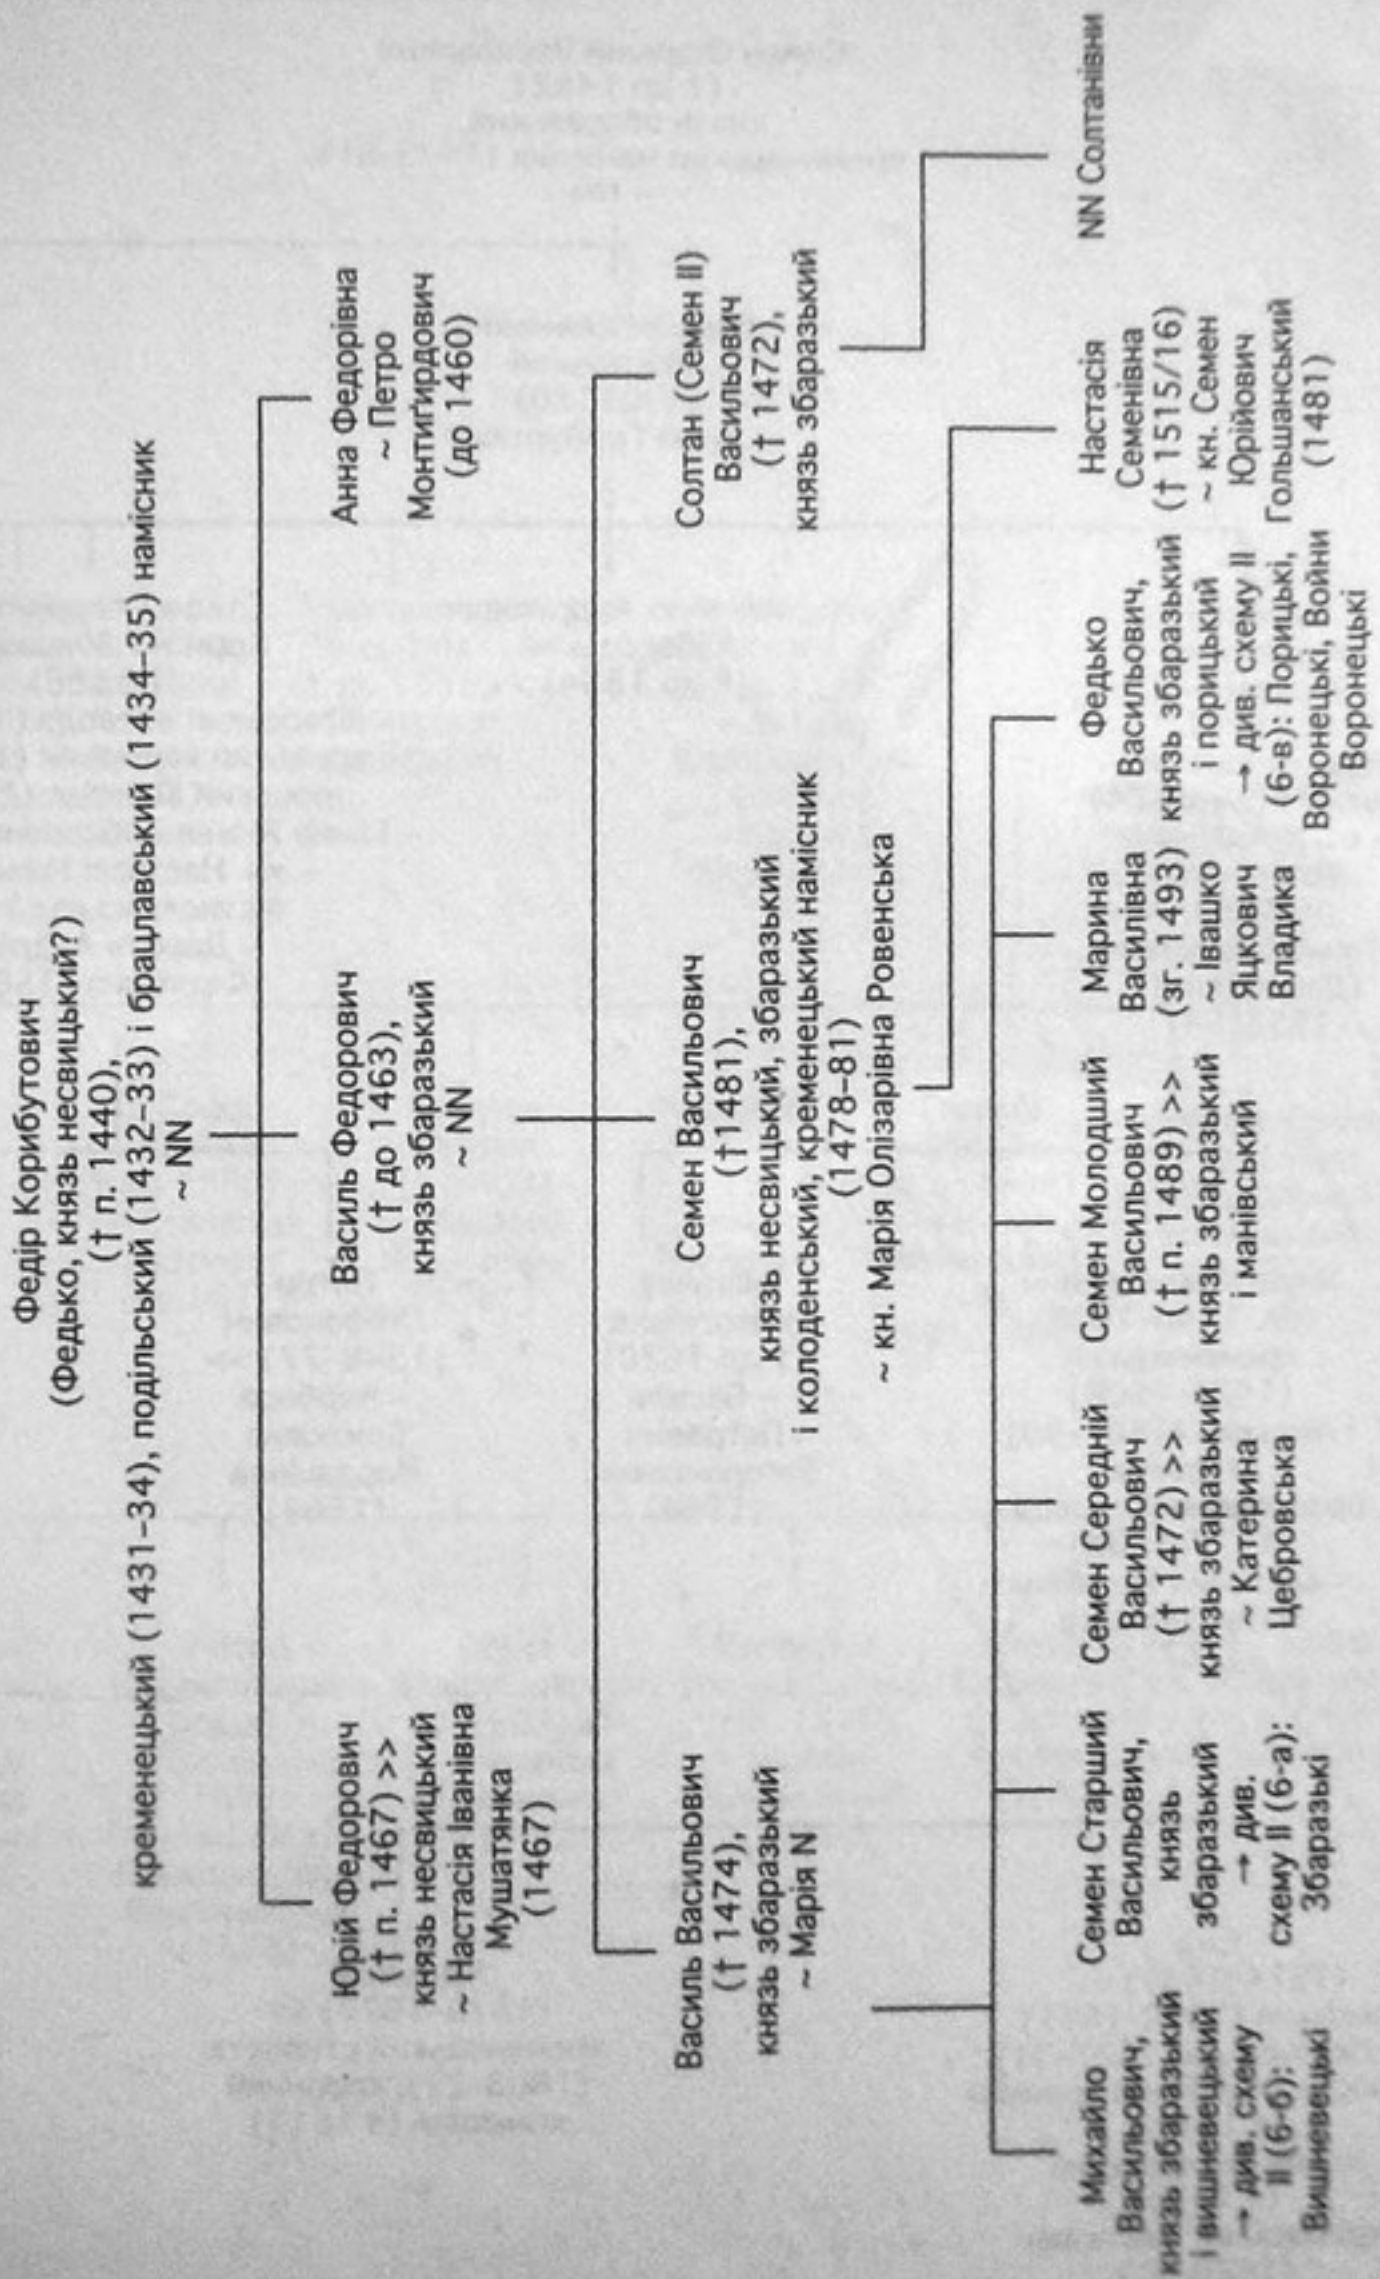 Федір Корибутович
(Федько, князь несвицький?)
(† п. 1440),
кременецький (1431–34), подільський (1432–33) і брацлавський (1434–35) намісник
~ NN
Юрій Федорович
(† п. 1467) >>
князь несвицький
~ Настасія Іванівна
Мушатянка
(1467)
Василь Федорович
(† до 1463),
князь збаразький
~ NN
Анна Федорівна
~ Петро
Монтиґирдович
(до 1460)
Василь Васильович
(† 1474),
князь збаразький
~ Марія N
Семен Васильович
(†1481),
князь несвицький, збаразький
і колоденський, кременецький намісник
(1478–81)
~ кн. Марія Олізарівна Ровенська
Солтан (Семен II)
Васильович
(† 1472),
князь збаразький
Михайло
Васильович,
князь збаразький
і вишневецький
→ див. схему
II (6-б):
Вишневецькі
Семен Старший
Васильович,
князь
збаразький
→ див.
схему II (6-а):
Збаразькі
Семен Середній
Васильович
(† 1472) >>
князь збаразький
~ Катерина
Цебровська
Семен Молодший
Васильович
(† п. 1489) >>
князь збаразький
і манівський
Марина
Василівна
(зг. 1493)
~ Івашко
Яцкович
Владика
Федько
Васильович,
князь збаразький
і порицький
→ див. схему II
(6-в): Порицькі,
Воронецькі, Войни
Воронецькі
Настасія
Семенівна
(† 1515/16)
~ кн. Семен
Юрійович
Гольшанський
(1481)
NN Солтанівни